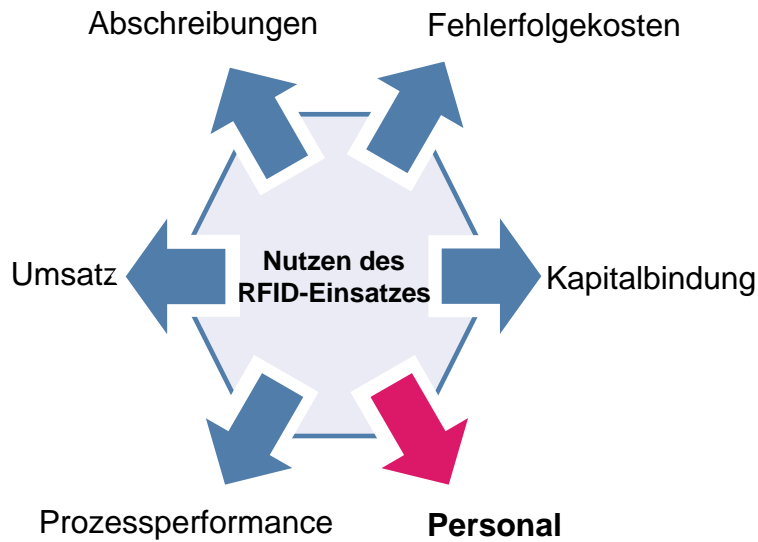 Abschreibungen
Fehlerfolgekosten
Umsatz
Nutzen des
RFID-Einsatzes
Kapitalbindung
Prozessperformance
Personal